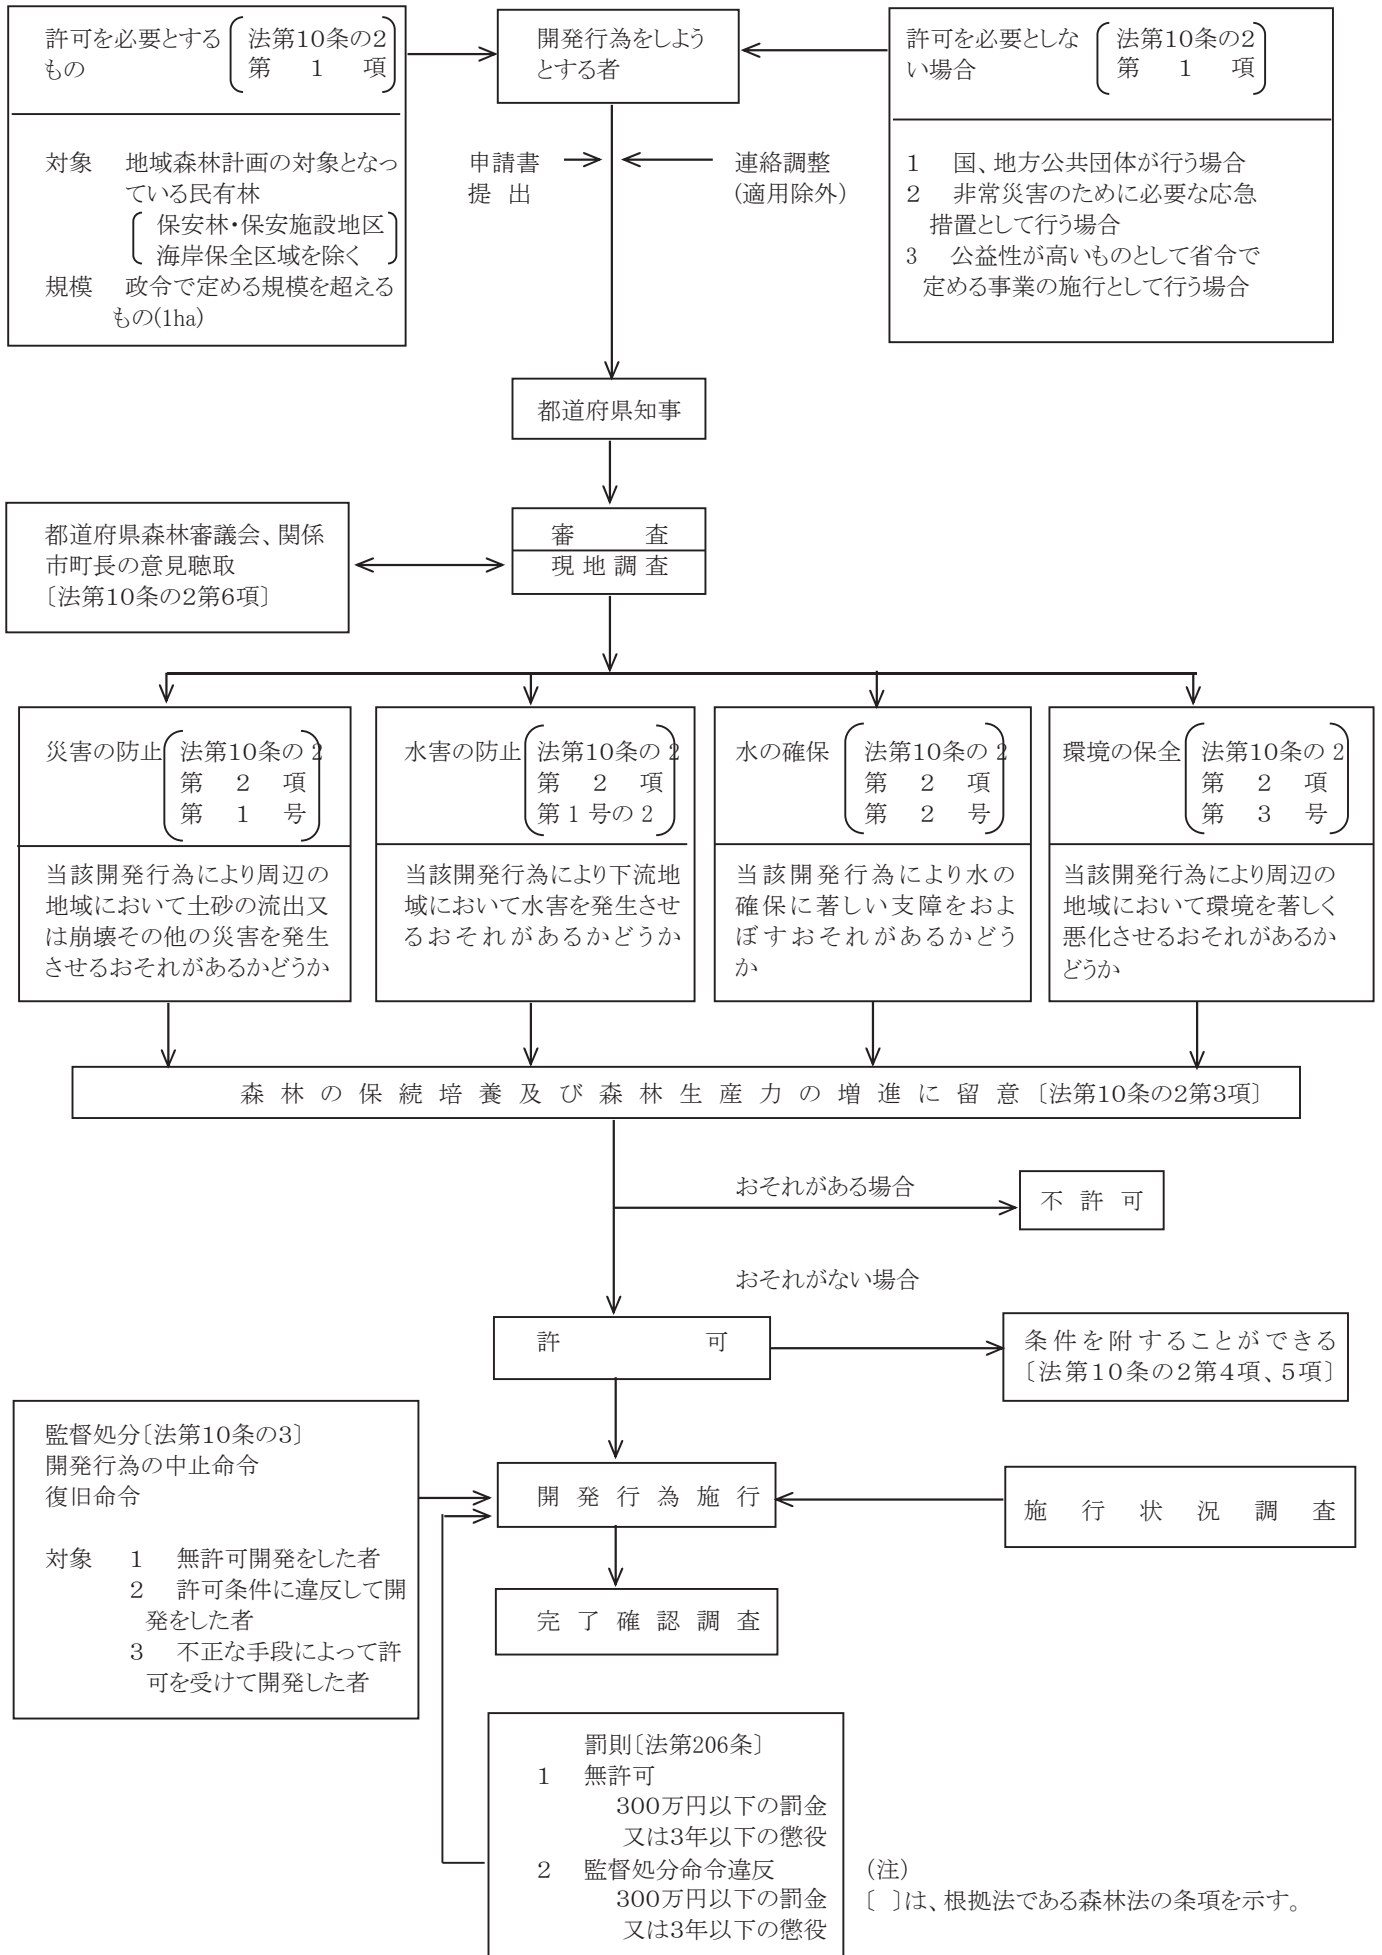 許可を必要とする
もの
法第10条の2
第　1　項
対象　地域森林計画の対象となっ
ている民有林
保安林・保安施設地区
海岸保全区域を除く
規模　政令で定める規模を超える
もの(1ha)
開発行為をしよう
とする者
許可を必要としな
い場合
法第10条の2
第　1　項
1　国、地方公共団体が行う場合
2　非常災害のために必要な応急
措置として行う場合
3　公益性が高いものとして省令で
定める事業の施行として行う場合
申請書
提　出
連絡調整
(適用除外)
都道府県知事
審　査
現地調査
都道府県森林審議会、関係
市町長の意見聴取
〔法第10条の2第6項〕
災害の防止
法第10条の2
第　2　項
第　1　号
当該開発行為により周辺の
地域において土砂の流出又
は崩壊その他の災害を発生
させるおそれがあるかどうか
水害の防止
法第10条の2
第　2　項
第1号の2
当該開発行為により下流地
域において水害を発生させ
るおそれがあるかどうか
水の確保
法第10条の2
第　2　項
第　2　号
当該開発行為により水の
確保に著しい支障をおよ
ぼすおそれがあるかどう
か
環境の保全
法第10条の2
第　2　項
第　3　号
当該開発行為により周辺の
地域において環境を著しく
悪化させるおそれがあるか
どうか
森林の保続培養及び森林生産力の増進に留意〔法第10条の2第3項〕
おそれがある場合
不許可
おそれがない場合
許　可
条件を附することができる
〔法第10条の2第4項、5項〕
監督処分〔法第10条の3〕
開発行為の中止命令
復旧命令
対象　1　無許可開発をした者
2　許可条件に違反して開
発をした者
3　不正な手段によって許
可を受けて開発した者
開発行為施行
施行状況調査
完了確認調査
罰則〔法第206条〕
1　無許可
300万円以下の罰金
又は3年以下の懲役
2　監督処分命令違反
300万円以下の罰金
又は3年以下の懲役
(注)
〔　〕は、根拠法である森林法の条項を示す。